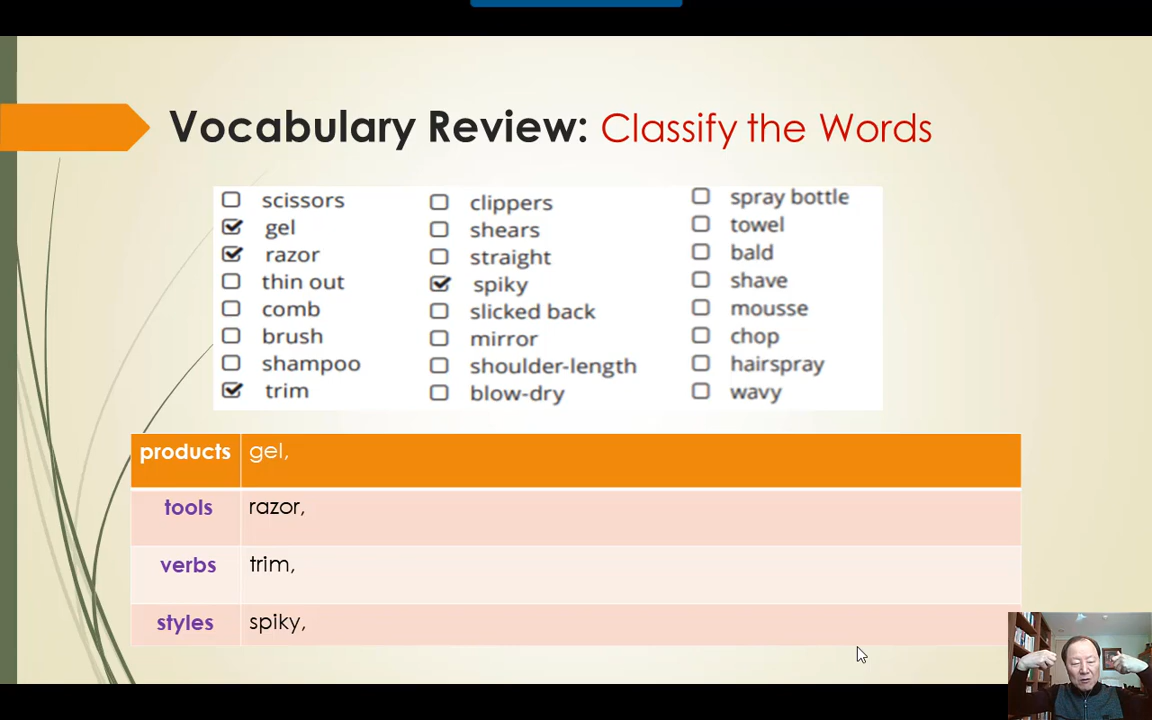 Vocabulary Review: Classify the Words
scissors
gel
razor
thin out
comb
brush
shampoo
trim
clippers
shears
straight
spiky
slicked back
mirror
shoulder-length
blow-dry
spray bottle
towel
bald
shave
mousse
chop
hairspray
wavy
products gel,
tools razor,
verbs trim,
styles spiky,